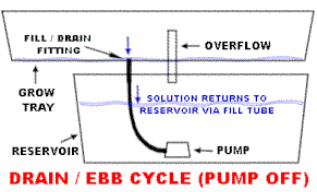 FILL / DRAIN
FITTING
OVERFLOW
GROW
TRAY
SOLUTION RETURNS TO
RESERVOIR VIA FILL TUBE
RESERVOIR
PUMP
DRAIN / EBB CYCLE (PUMP OFF)